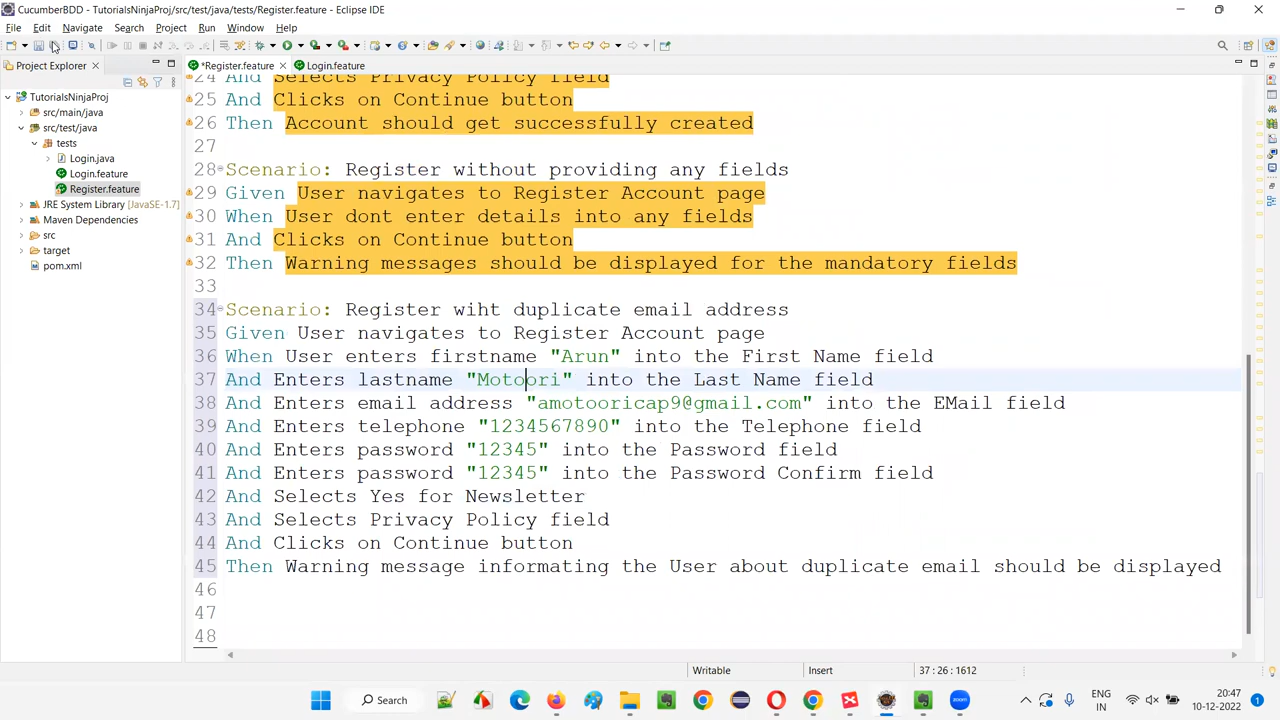 CucumberBDD - TutorialsNinjaProj/src/test/java/tests/Register.feature - Eclipse IDE
File Edit Navigate Search Project Run Window Help
Project Explorer
*Register.feature
Login.feature
TutorialsNinjaProj
src/main/java
src/test/java
tests
Login.java
Login.feature
Register.feature
JRE System Library [JavaSE-1.7]
Maven Dependencies
src
target
pom.xml
24 And Selects Privacy Policy field
25 And Clicks on Continue button
26 Then Account should get successfully created
27
28 Scenario: Register without providing any fields
29 Given User navigates to Register Account page
30 When User dont enter details into any fields
31 And Clicks on Continue button
32 Then Warning messages should be displayed for the mandatory fields
33
34 Scenario: Register wiht duplicate email address
35 Given User navigates to Register Account page
36 When User enters firstname "Arun" into the First Name field
37 And Enters lastname "Motoori" into the Last Name field
38 And Enters email address "amotooricap9@gmail.com" into the EMail field
39 And Enters telephone "1234567890" into the Telephone field
40 And Enters password "12345" into the Password field
41 And Enters password "12345" into the Password Confirm field
42 And Selects Yes for Newsletter
43 And Selects Privacy Policy field
44 And Clicks on Continue button
45 Then Warning message informating the User about duplicate email should be displayed
46
47
48
Writable
Insert
37 : 26 : 1612
Search
ENG
IN
20:47
10-12-2022
1